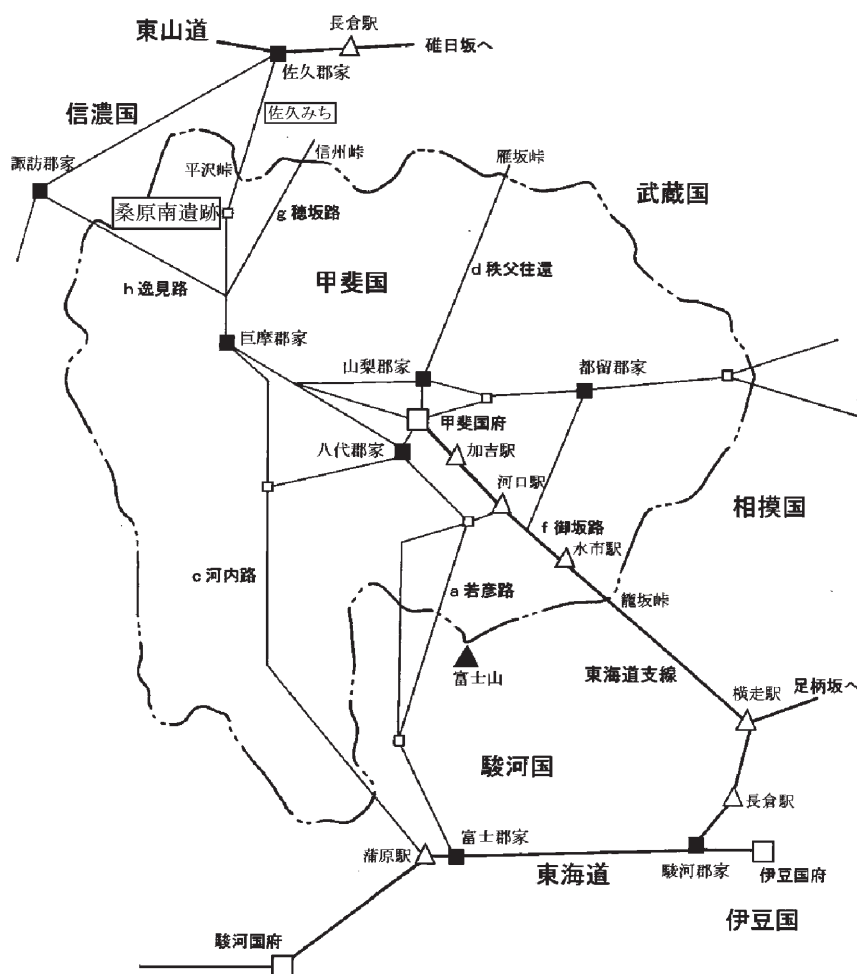 長倉駅
東山道
碓日坂へ
佐久郡家
信濃国
佐久みち
信州峠
雁坂峠
諏訪郡家
平沢峠
武蔵国
桑原南遺跡
g 穂坂路
h 逸見路
甲斐国
d 秩父往還
巨摩郡家
山梨郡家
都留郡家
甲斐国府
八代郡家
加吉駅
河口駅
相摸国
f 御坂路
水市駅
c 河内路
a 若彦路
籠坂峠
富士山
東海道支線
横走駅
足柄坂へ
駿河国
長倉駅
蒲原駅
富士郡家
東海道
駿河郡家
伊豆国府
伊豆国
駿河国府